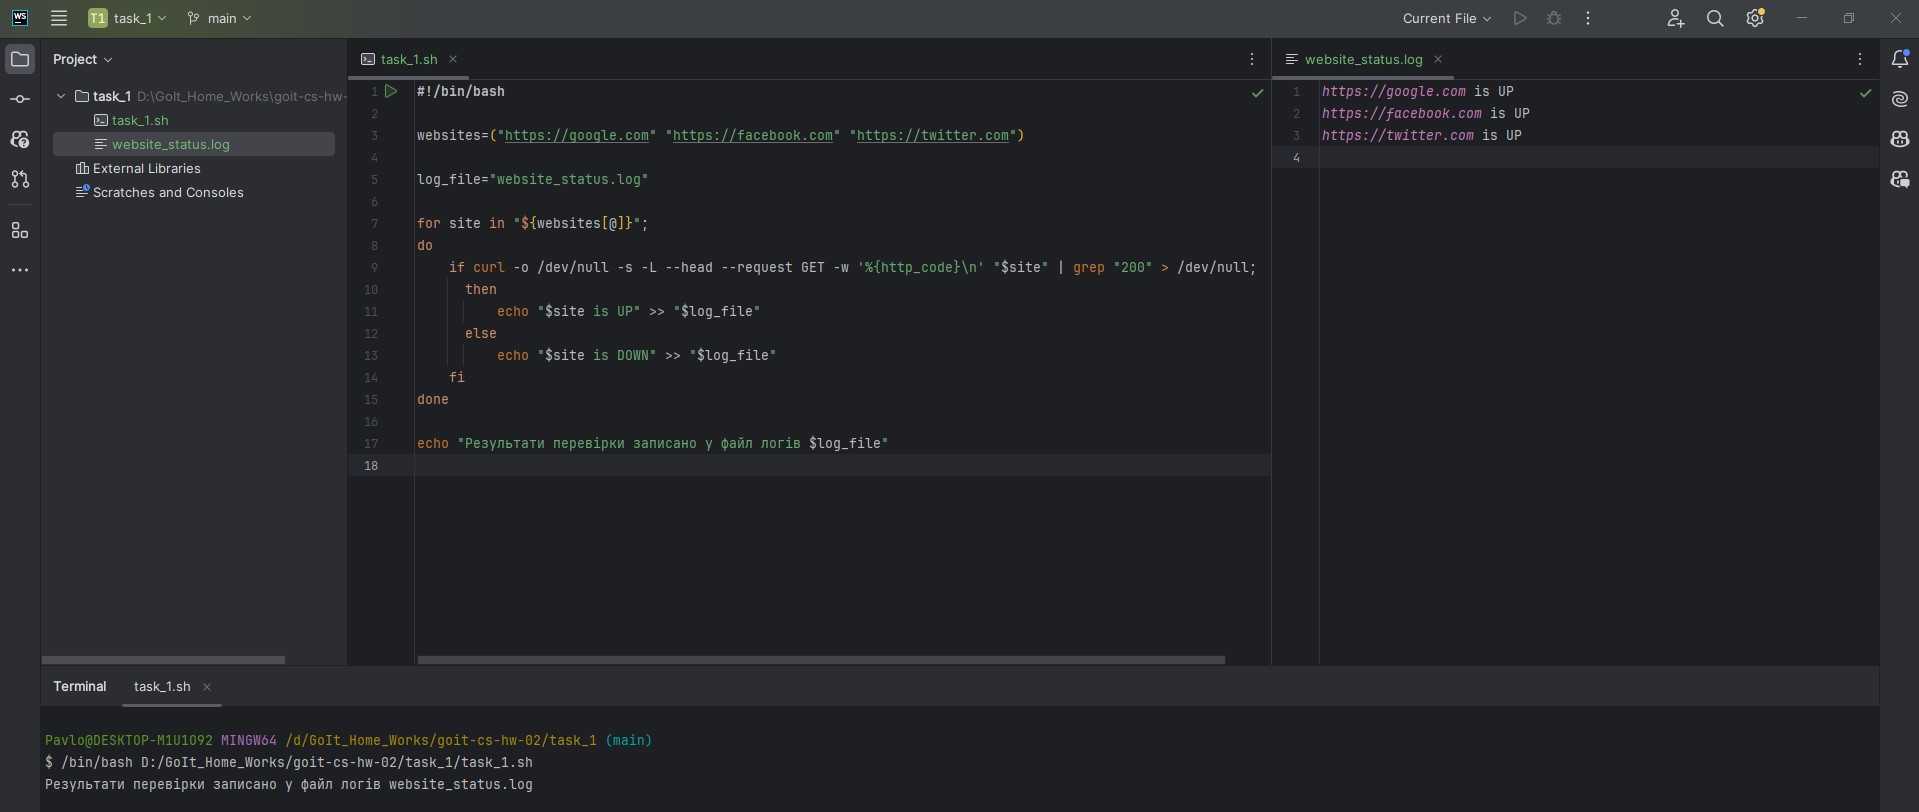 WS
T1 task_1
main
Current File
Project
task_1 D:\GoIt_Home_Works\goit-cs-hw-
task_1.sh
website_status.log
External Libraries
Scratches and Consoles
task_1.sh
1 #!/bin/bash
2
3 websites=("https://google.com" "https://facebook.com" "https://twitter.com")
4
5 log_file="website_status.log"
6
7 for site in "${websites[@]}";
8 do
9 if curl -o /dev/null -s -L --head --request GET -w '%{http_code}\n' "$site" | grep "200" > /dev/null;
10 then
11 echo "$site is UP" >> "$log_file"
12 else
13 echo "$site is DOWN" >> "$log_file"
14 fi
15 done
16
17 echo "Результати перевірки записано у файл логів $log_file"
18
website_status.log
1 https://google.com is UP
2 https://facebook.com is UP
3 https://twitter.com is UP
4
Terminal
task_1.sh
Pavlo@DESKTOP-M1U1O92 MINGW64 /d/GoIt_Home_Works/goit-cs-hw-02/task_1 (main)
$ /bin/bash D:/GoIt_Home_Works/goit-cs-hw-02/task_1/task_1.sh
Результати перевірки записано у файл логів website_status.log